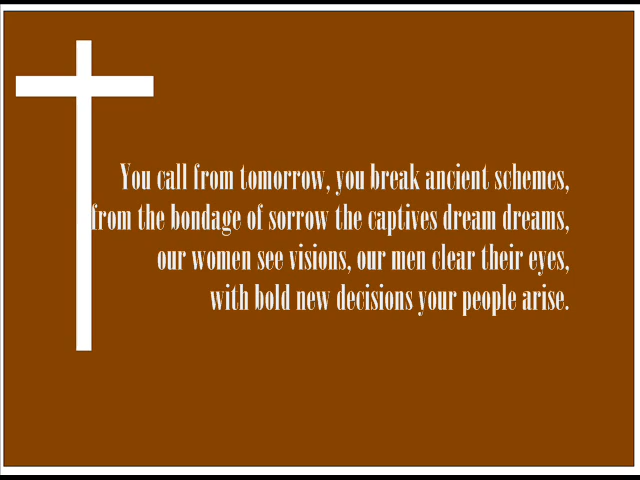 You call from tomorrow, you break ancient schemes,
from the bondage of sorrow the captives dream dreams,
our women see visions, our men clear their eyes,
with bold new decisions your people arise.